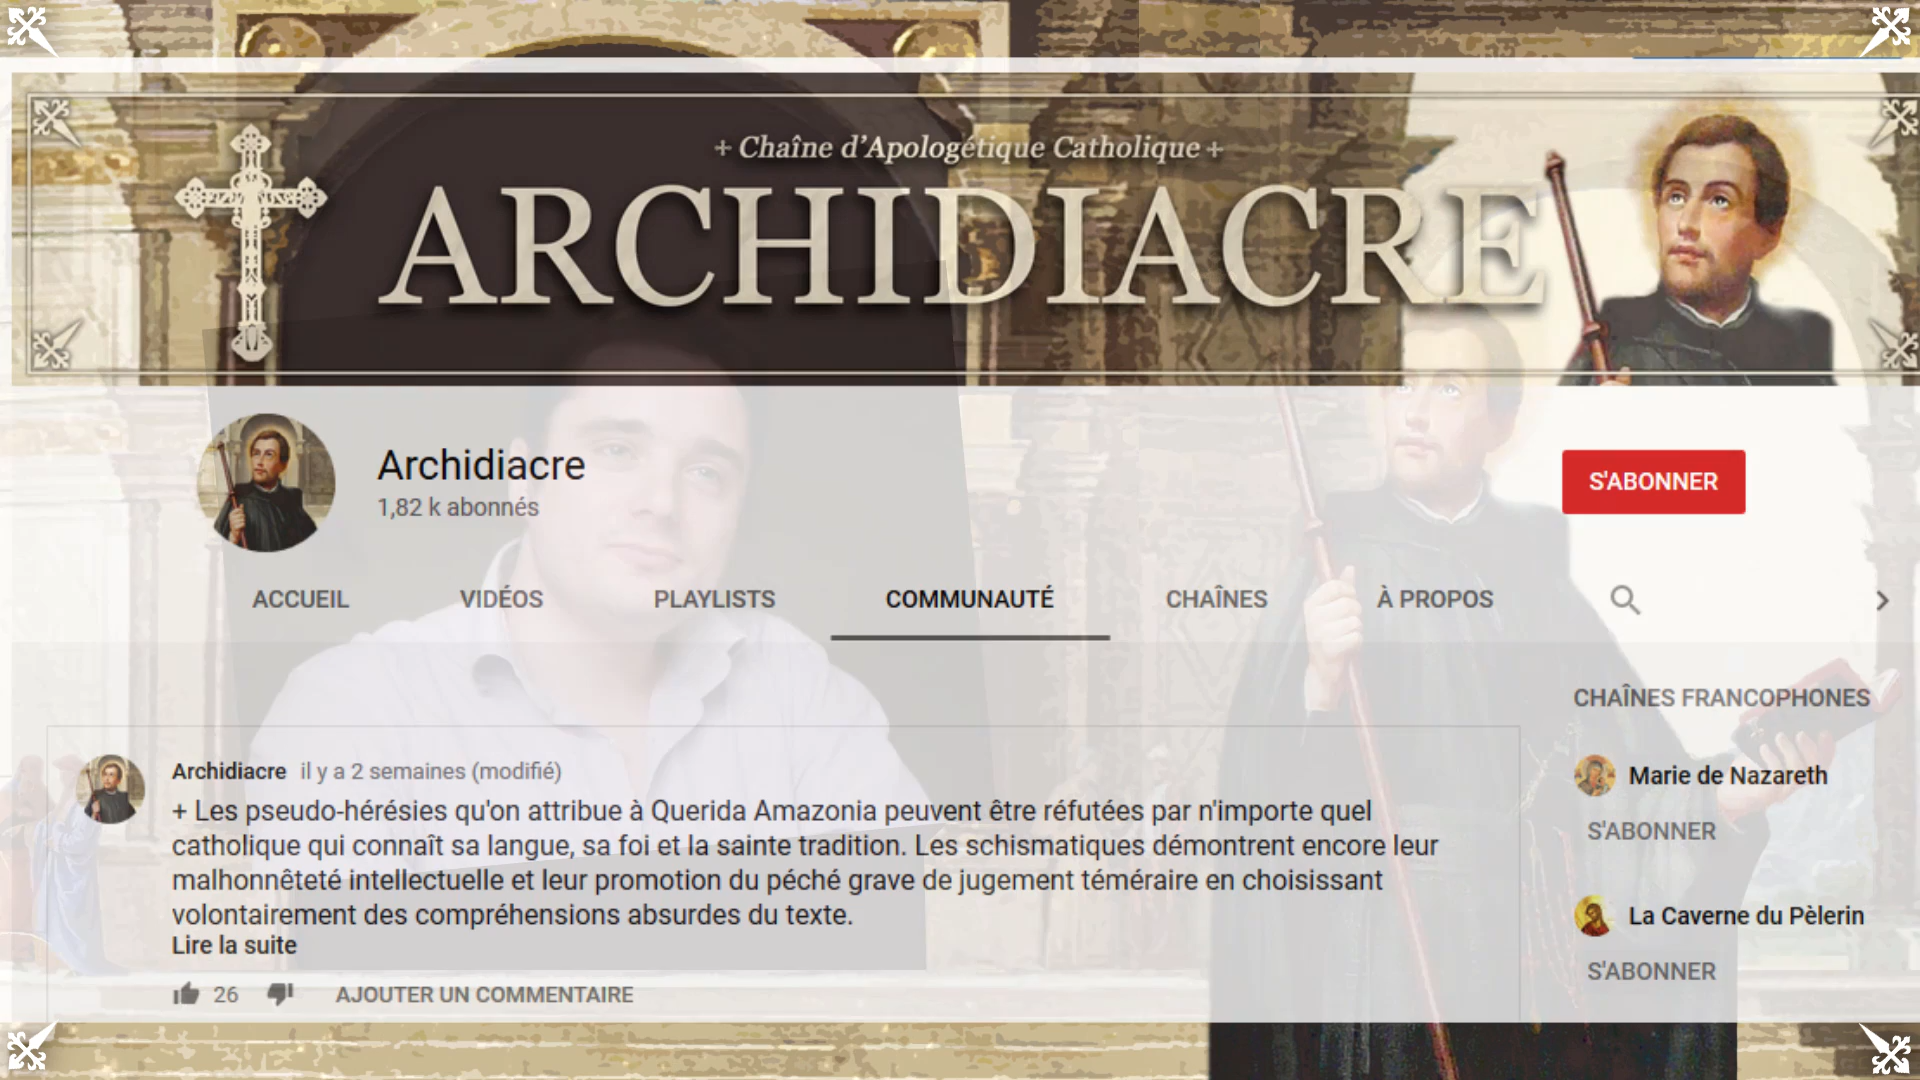 + Chaîne d'Apologétique Catholique +
ARCHIDIACRE
Archidiacre
1,82 k abonnés
S'ABONNER
ACCUEIL VIDÉOS PLAYLISTS COMMUNAUTÉ CHAÎNES À PROPOS
CHAÎNES FRANCOPHONES
Archidiacre il y a 2 semaines (modifié)
+ Les pseudo-hérésies qu'on attribue à Querida Amazonia peuvent être réfutées par n'importe quel
catholique qui connaît sa langue, sa foi et la sainte tradition. Les schismatiques démontrent encore leur
malhonnêteté intellectuelle et leur promotion du péché grave de jugement téméraire en choisissant
volontairement des compréhensions absurdes du texte.
Lire la suite
26 AJOUTER UN COMMENTAIRE
Marie de Nazareth
S'ABONNER
La Caverne du Pèlerin
S'ABONNER